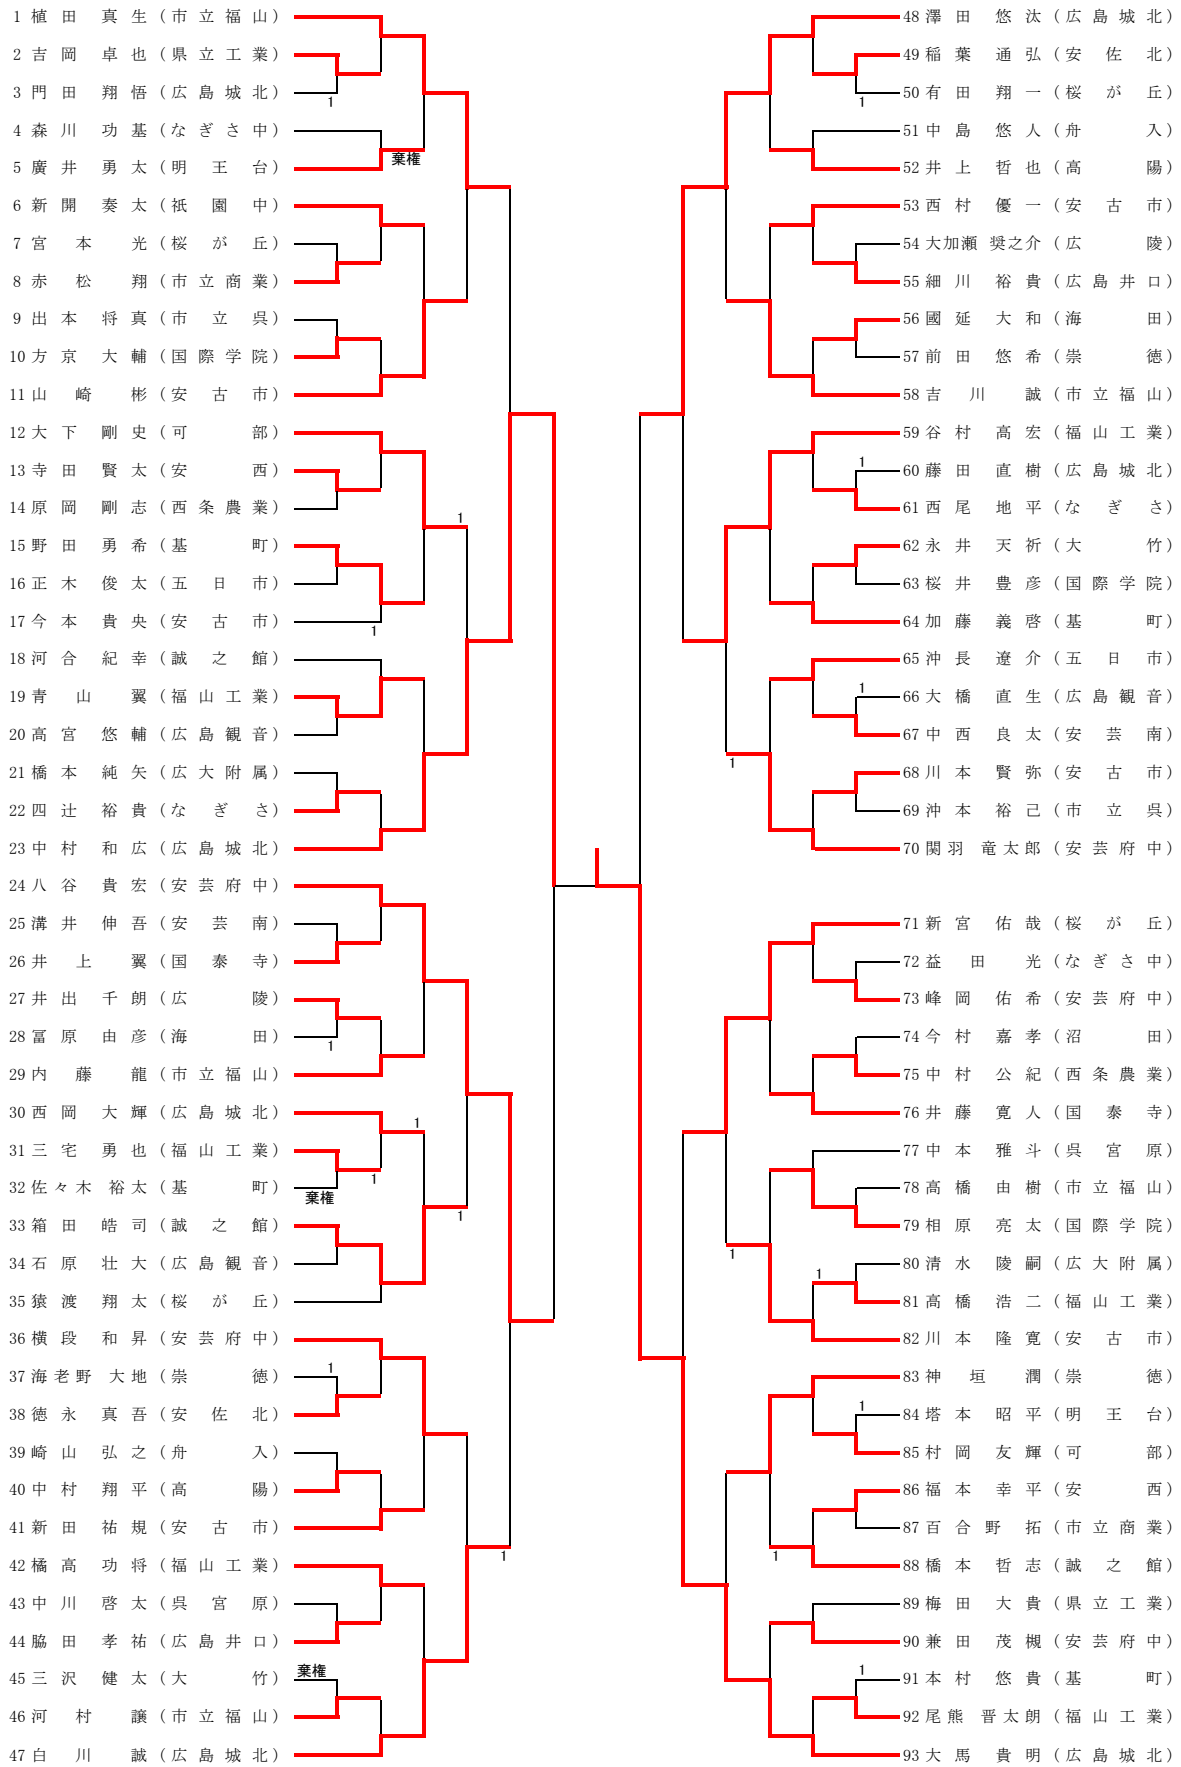 1 植田 真生 (市立福山)
2 吉岡 卓也 (県立工業)
3 門田 翔悟 (広島城北)
1
4 森川 功基 (なぎさ中)
棄権
5 廣井 勇太 (明王台)
6 新開 奏太 (祇園中)
7 宮本 光 (桜が丘)
8 赤松 翔 (市立商業)
9 出本 将真 (市立呉)
10 方京 大輔 (国際学院)
11 山崎 彬 (安古市)
12 大下 剛史 (可部)
13 寺田 賢太 (安西)
14 原岡 剛志 (西条農業)
1
15 野田 勇希 (基町)
16 正木 俊太 (五日市)
17 今本 貴央 (安古市)
1
18 河合 紀幸 (誠之館)
19 青山 翼 (福山工業)
20 高宮 悠輔 (広島観音)
21 橋本 純矢 (広大附属)
22 四辻 裕貴 (なぎさ)
23 中村 和広 (広島城北)
24 八谷 貴宏 (安芸府中)
25 溝井 伸吾 (安芸南)
26 井上 翼 (国泰寺)
27 井出 千朗 (広陵)
28 冨原 由彦 (海田)
1
29 内藤 龍 (市立福山)
30 西岡 大輝 (広島城北)
1
31 三宅 勇也 (福山工業)
1
32 佐々木 裕太 (基町)
棄権
33 箱田 皓司 (誠之館)
1
34 石原 壮大 (広島観音)
35 猿渡 翔太 (桜が丘)
36 横段 和昇 (安芸府中)
1
37 海老野 大地 (崇徳)
38 徳永 真吾 (安佐北)
39 崎山 弘之 (舟入)
40 中村 翔平 (高陽)
41 新田 祐規 (安古市)
1
42 橘高 功将 (福山工業)
43 中川 啓太 (呉宮原)
44 脇田 孝祐 (広島井口)
棄権
45 三沢 健太 (大竹)
46 河村 譲 (市立福山)
47 白川 誠 (広島城北)
48 澤田 悠汰 (広島城北)
49 稲葉 通弘 (安佐北)
50 有田 翔一 (桜が丘)
1
51 中島 悠人 (舟入)
52 井上 哲也 (高陽)
53 西村 優一 (安古市)
54 大加瀬 奨之介 (広陵)
55 細川 裕貴 (広島井口)
56 國延 大和 (海田)
57 前田 悠希 (崇徳)
58 吉川 誠 (市立福山)
59 谷村 高宏 (福山工業)
1
60 藤田 直樹 (広島城北)
61 西尾 地平 (なぎさ)
62 永井 天祈 (大竹)
63 桜井 豊彦 (国際学院)
64 加藤 義啓 (基町)
65 沖長 遼介 (五日市)
1
66 大橋 直生 (広島観音)
67 中西 良太 (安芸南)
1
68 川本 賢弥 (安古市)
69 沖本 裕己 (市立呉)
70 関羽 竜太郎 (安芸府中)
71 新宮 佑哉 (桜が丘)
72 益田 光 (なぎさ中)
73 峰岡 佑希 (安芸府中)
74 今村 嘉孝 (沼田)
75 中村 公紀 (西条農業)
76 井藤 寛人 (国泰寺)
77 中本 雅斗 (呉宮原)
78 高橋 由樹 (市立福山)
79 相原 亮太 (国際学院)
1
80 清水 陵嗣 (広大附属)
1
81 高橋 浩二 (福山工業)
82 川本 隆寛 (安古市)
83 神垣 潤 (崇徳)
1
84 塔本 昭平 (明王台)
85 村岡 友輝 (可部)
86 福本 幸平 (安西)
87 百合野 拓 (市立商業)
1
88 橋本 哲志 (誠之館)
89 梅田 大貴 (県立工業)
90 兼田 茂槻 (安芸府中)
1
91 本村 悠貴 (基町)
92 尾熊 晋太朗 (福山工業)
93 大馬 貴明 (広島城北)